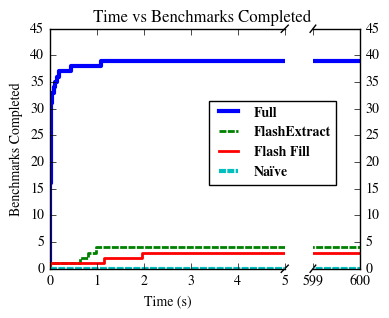 Time vs Benchmarks Completed
45
40
35
30
25
20
15
10
5
0
45
40
35
30
25
20
15
10
5
0
Benchmarks Completed
Full
FlashExtract
Flash Fill
Naïve
0 1 2 3 4 5 599 600
Time (s)